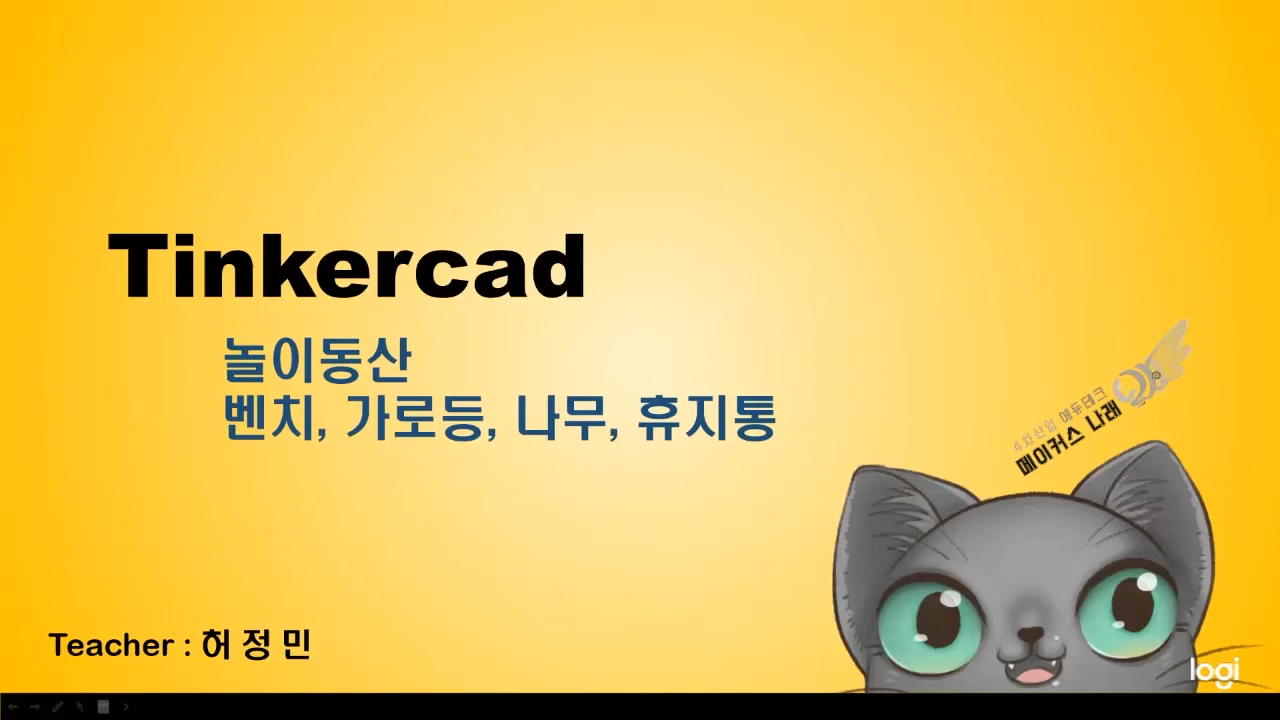 Tinkercad
놀이동산
벤치, 가로등, 나무, 휴지통
4차산업 에듀테크
메이커스 나래
Teacher : 허 정 민
logi